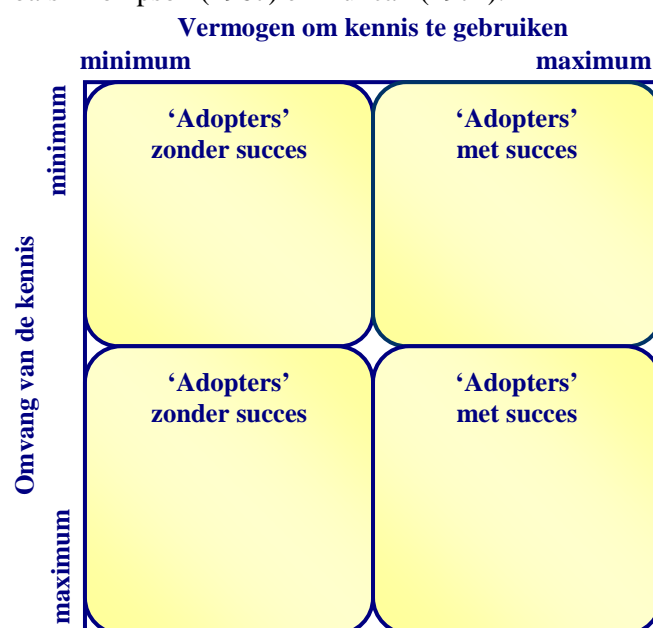 Vermogen om kennis te gebruiken
minimum maximum
minimum
‘Adopters’ ‘Adopters’
zonder succes met succes
Omvang van de kennis
‘Adopters’ ‘Adopters’
zonder succes met succes
maximum